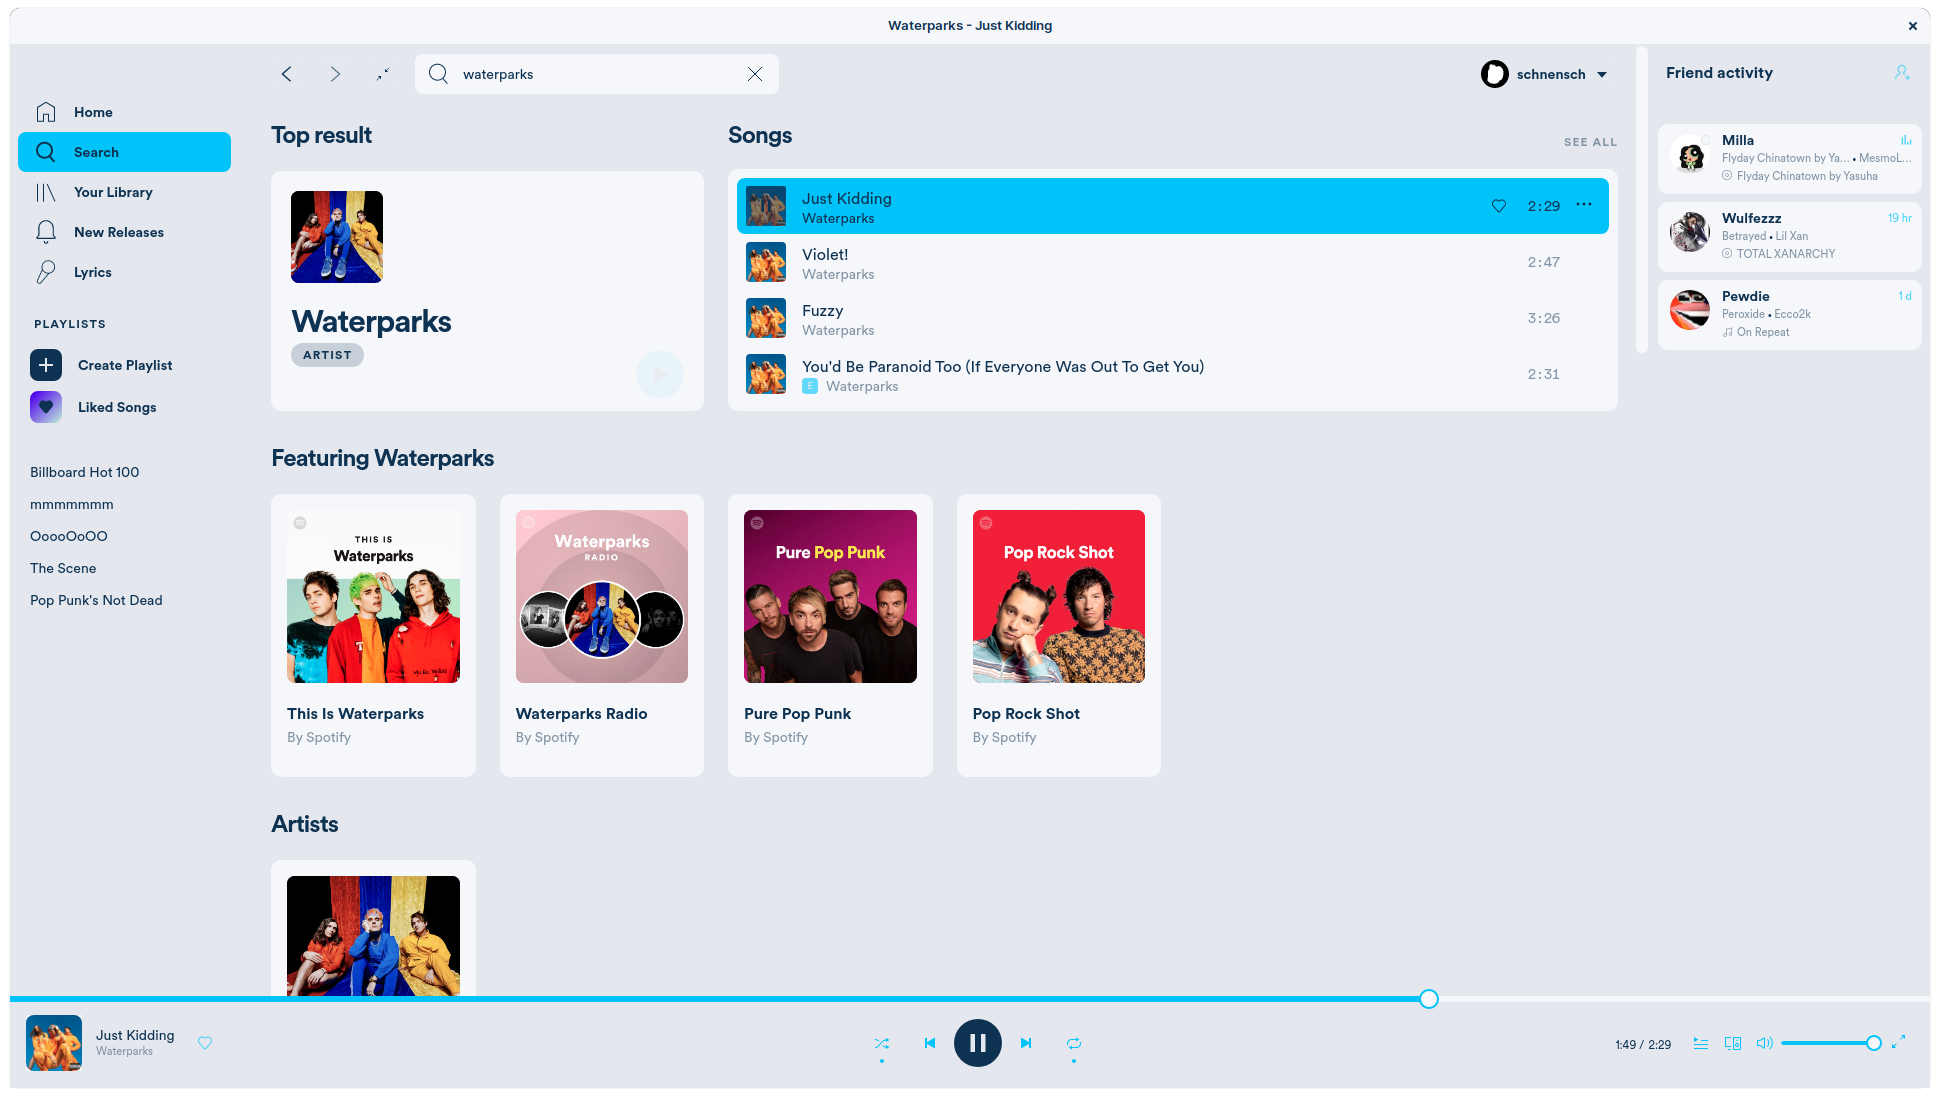 Waterparks - Just Kidding
waterparks
schnensch
Home
Search
Your Library
New Releases
Lyrics
PLAYLISTS
Create Playlist
Liked Songs
Billboard Hot 100
mmmmmmm
OoooOoOO
The Scene
Pop Punk's Not Dead
Top result
Waterparks
ARTIST
Songs
SEE ALL
Just Kidding
Waterparks
2:29
Violet!
Waterparks
2:47
Fuzzy
Waterparks
3:26
You'd Be Paranoid Too (If Everyone Was Out To Get You)
E Waterparks
2:31
Featuring Waterparks
THIS IS
Waterparks
This Is Waterparks
By Spotify
Waterparks
RADIO
Waterparks Radio
By Spotify
Pure Pop Punk
Pure Pop Punk
By Spotify
Pop Rock Shot
Pop Rock Shot
By Spotify
Artists
Friend activity
Milla
Flyday Chinatown by Ya... • MesmoL...
Flyday Chinatown by Yasuha
Wulfezzz 19 hr
Betrayed • Lil Xan
TOTAL XANARCHY
Pewdie 1 d
Peroxide • Ecco2k
On Repeat
Just Kidding
Waterparks
1:49 / 2:29